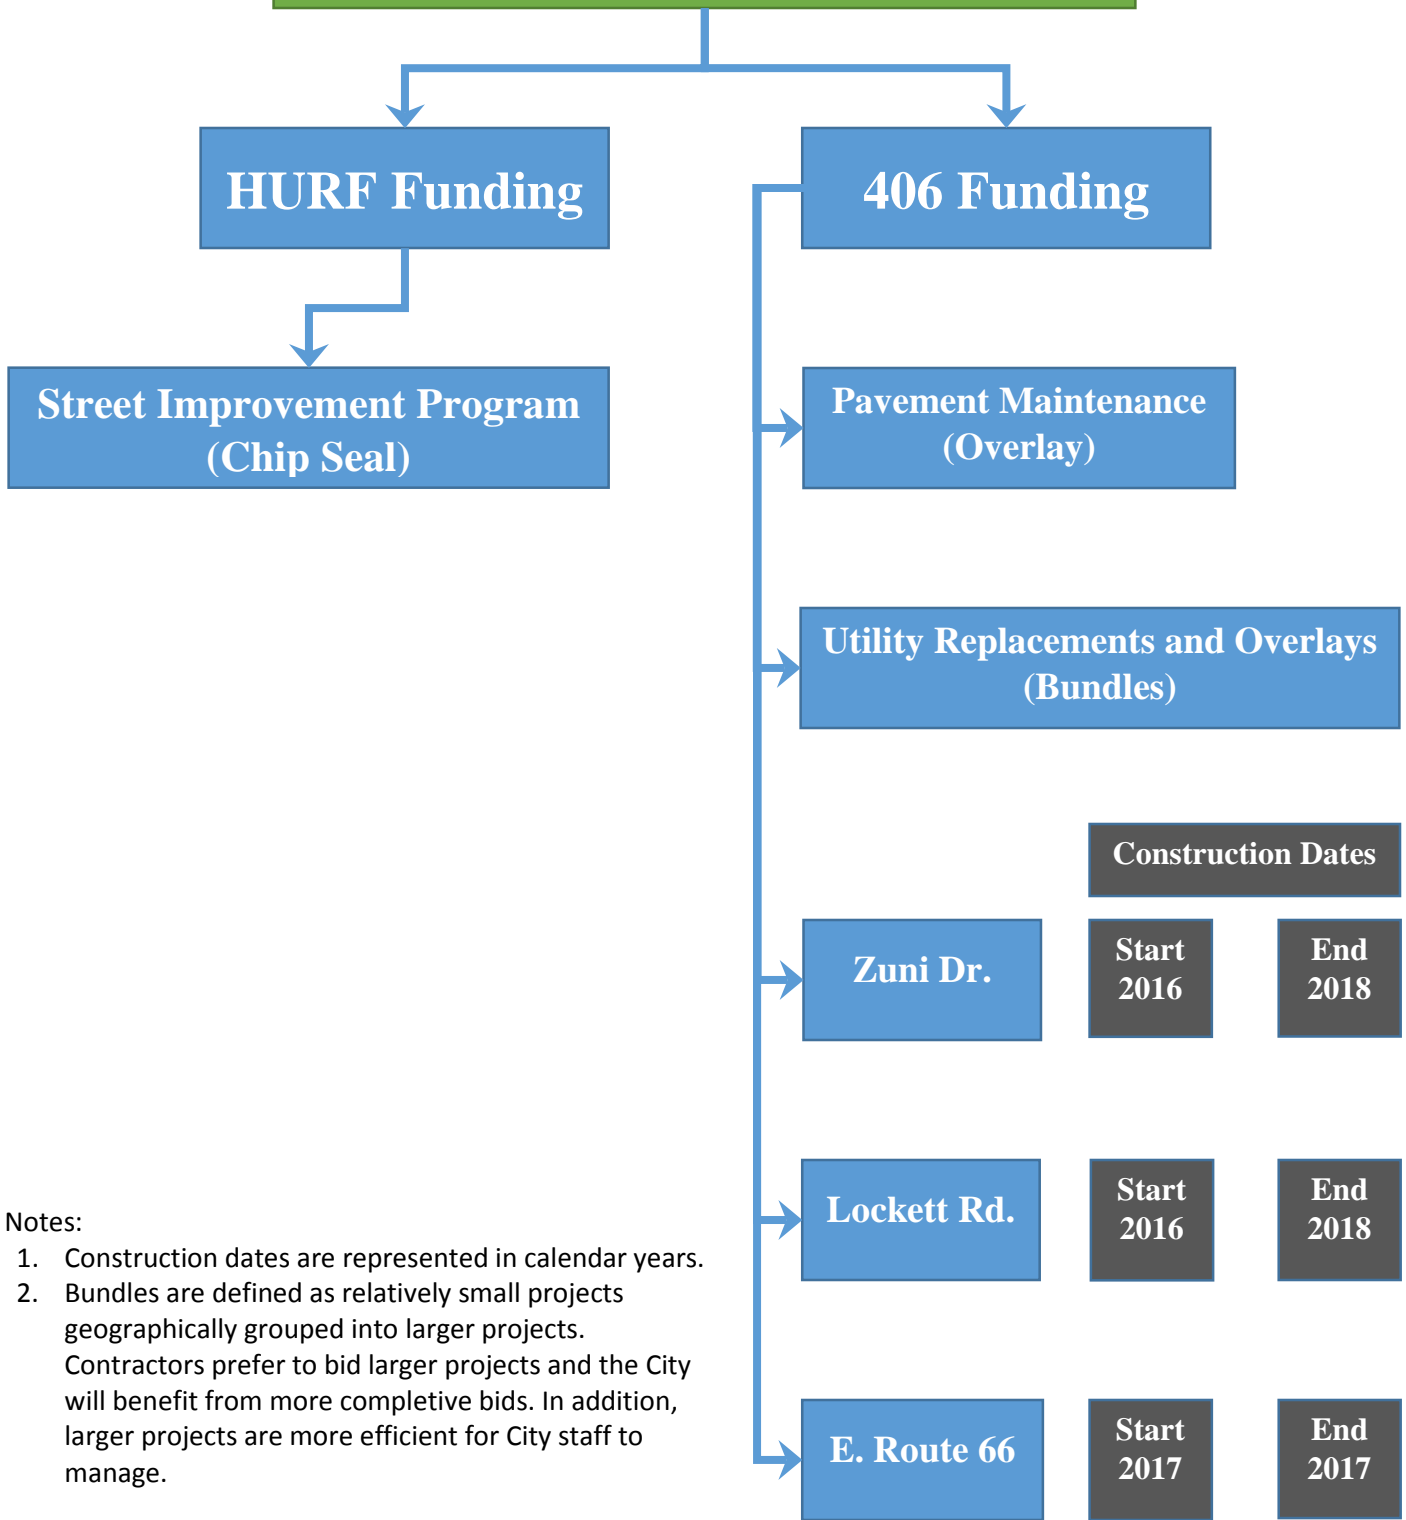 HURF Funding
406 Funding
Street Improvement Program
(Chip Seal)
Pavement Maintenance
(Overlay)
Utility Replacements and Overlays
(Bundles)
Construction Dates
Zuni Dr.
Start
2016
End
2018
Lockett Rd.
Start
2016
End
2018
E. Route 66
Start
2017
End
2017
Notes:
1. Construction dates are represented in calendar years.
2. Bundles are defined as relatively small projects
geographically grouped into larger projects.
Contractors prefer to bid larger projects and the City
will benefit from more completive bids. In addition,
larger projects are more efficient for City staff to
manage.